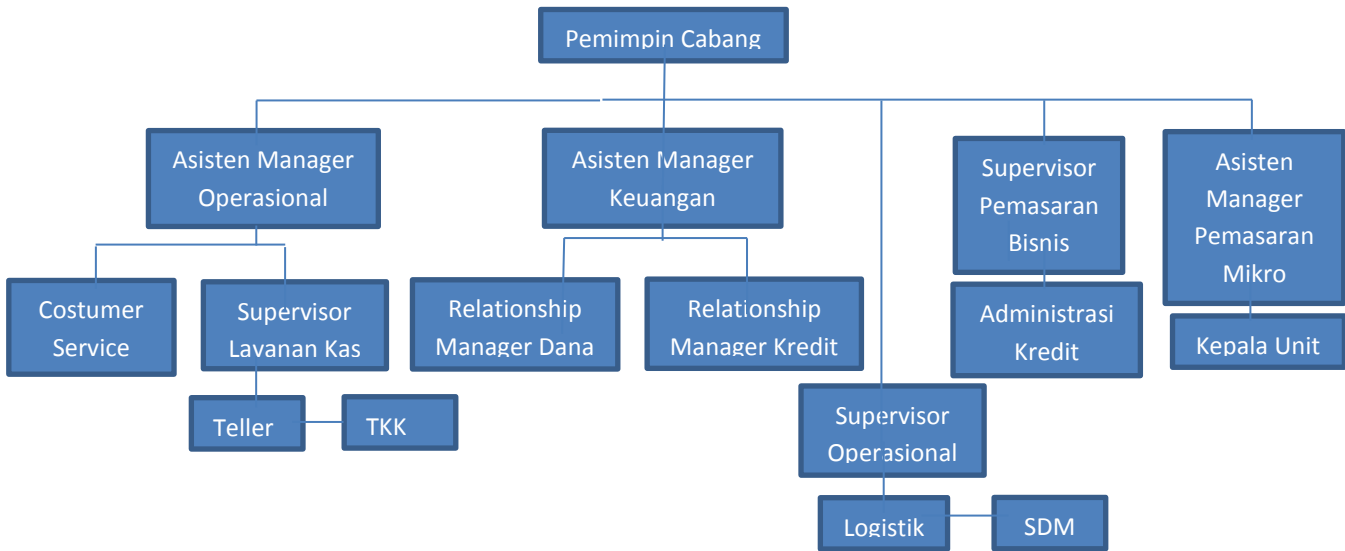 Pemimpin Cabang
Asisten Manager
Operasional
Asisten Manager
Keuangan
Supervisor
Pemasaran
Bisnis
Asisten
Manager
Pemasaran
Mikro
Costumer
Service
Supervisor
Layanan Kas
Relationship
Manager Dana
Relationship
Manager Kredit
Administrasi
Kredit
Kepala Unit
Teller
TKK
Supervisor
Operasional
Logistik
SDM